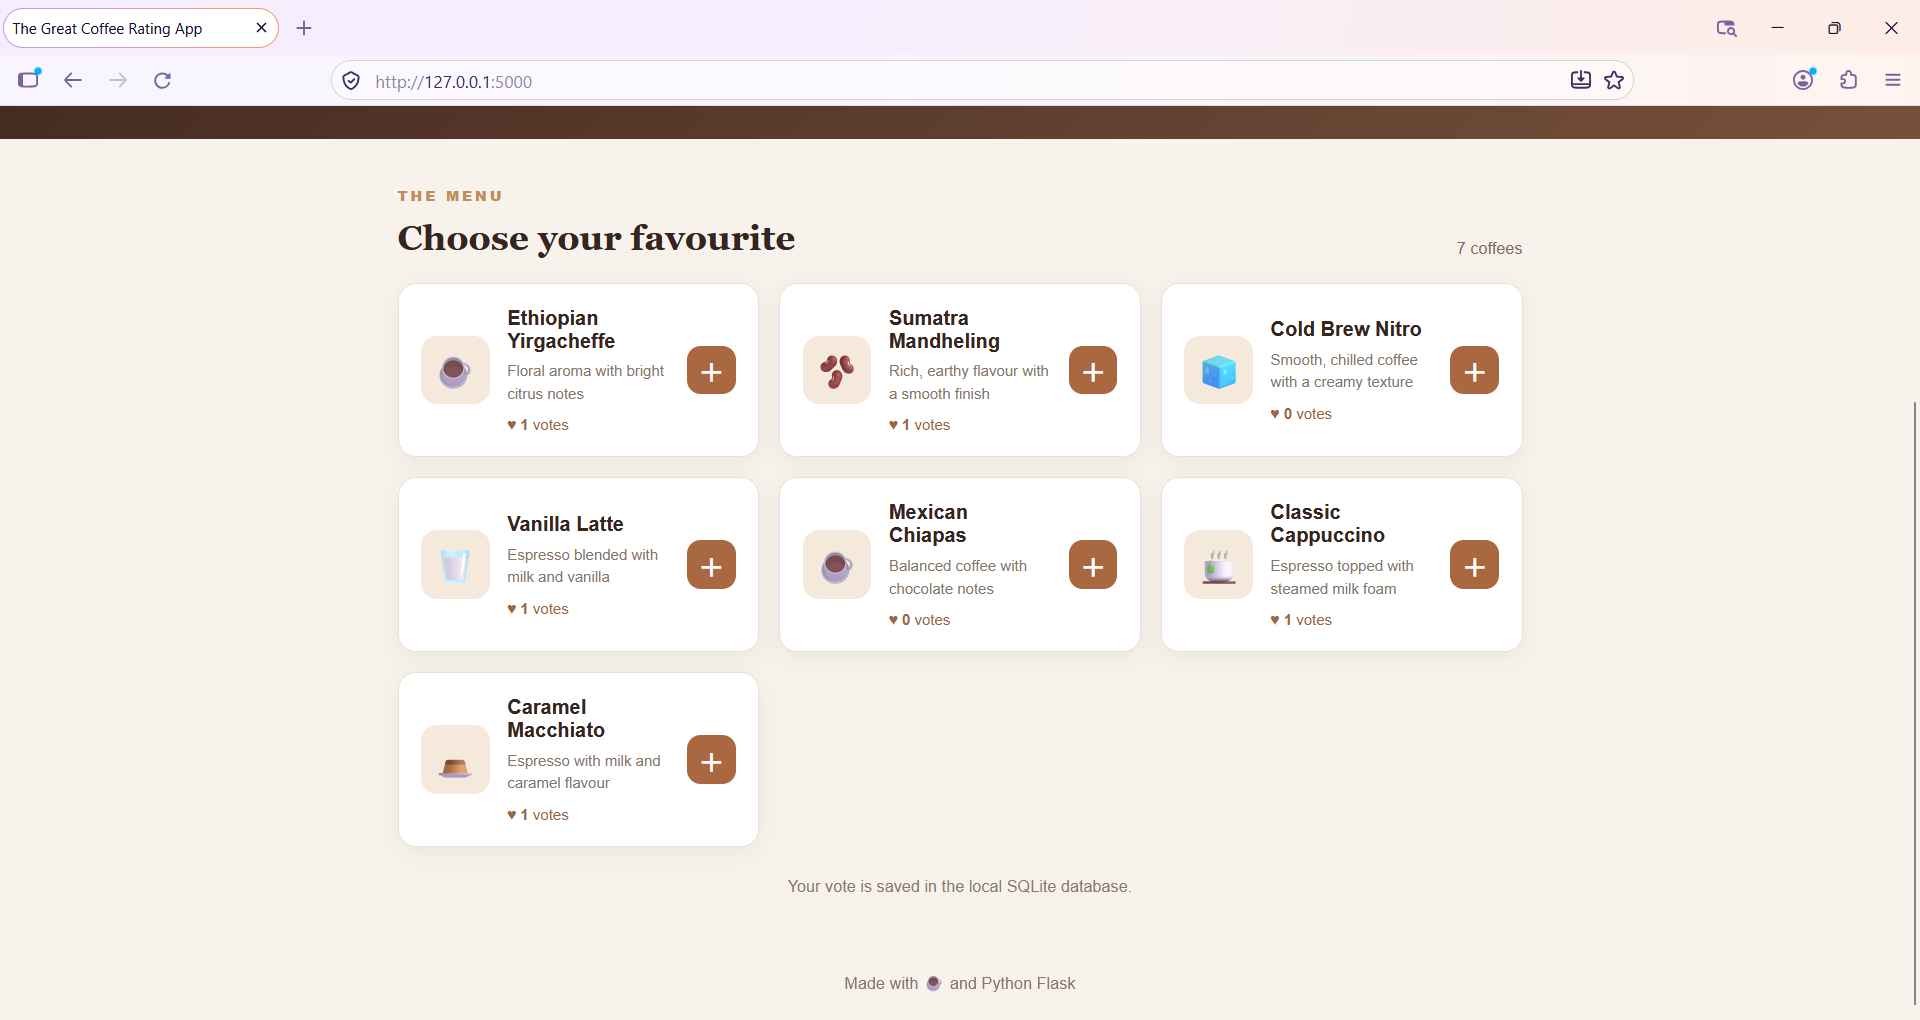 The Great Coffee Rating App
http://127.0.0.1:5000
THE MENU
Choose your favourite
7 coffees
Ethiopian
Yirgacheffe
Floral aroma with bright
citrus notes
♥ 1 votes
Sumatra
Mandheling
Rich, earthy flavour with
a smooth finish
♥ 1 votes
Cold Brew Nitro
Smooth, chilled coffee
with a creamy texture
♥ 0 votes
Vanilla Latte
Espresso blended with
milk and vanilla
♥ 1 votes
Mexican
Chiapas
Balanced coffee with
chocolate notes
♥ 0 votes
Classic
Cappuccino
Espresso topped with
steamed milk foam
♥ 1 votes
Caramel
Macchiato
Espresso with milk and
caramel flavour
♥ 1 votes
Your vote is saved in the local SQLite database.
Made with ☕ and Python Flask